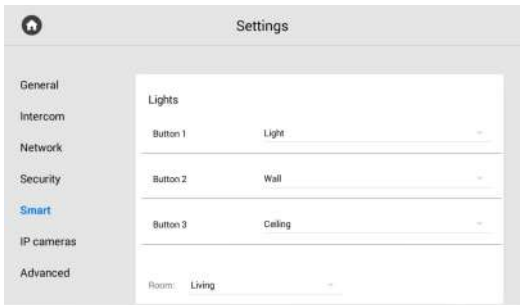 Settings
General
Intercom
Network
Security
Smart
IP cameras
Advanced
Lights
Button 1 Light
Button 2 Wall
Button 3 Ceiling
Room: Living